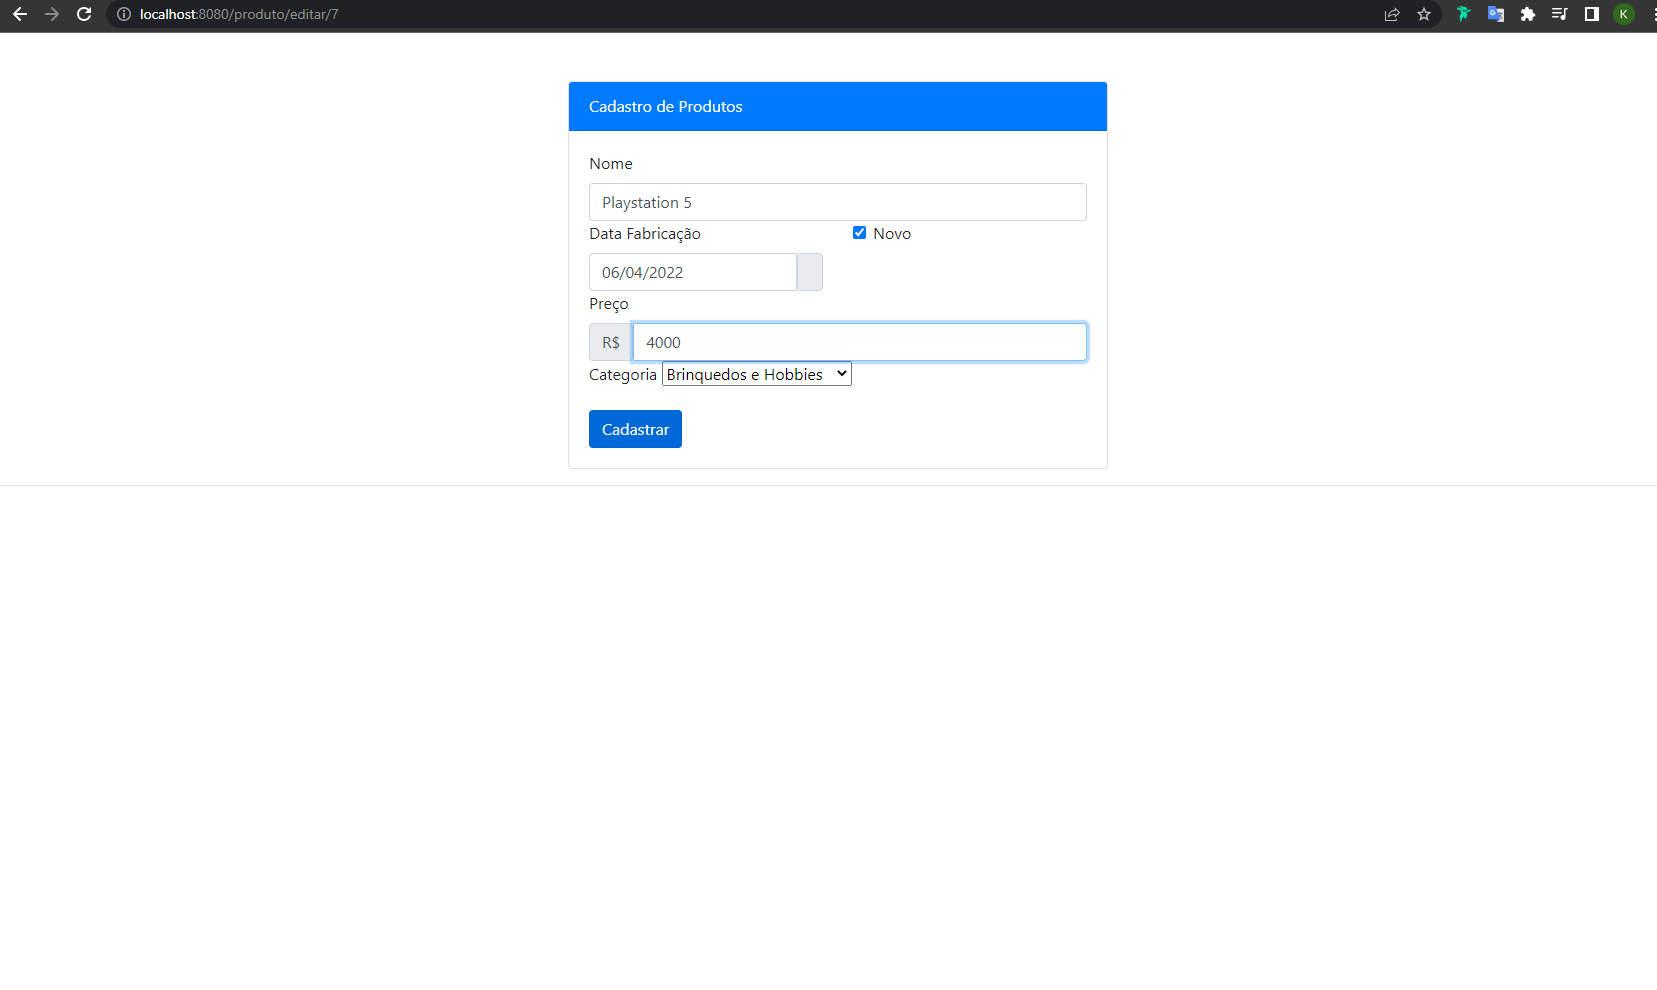 localhost:8080/produto/editar/7
K
Cadastro de Produtos
Nome
Playstation 5
Data Fabricação
Novo
06/04/2022
Preço
R$ 4000
Categoria Brinquedos e Hobbies
Cadastrar